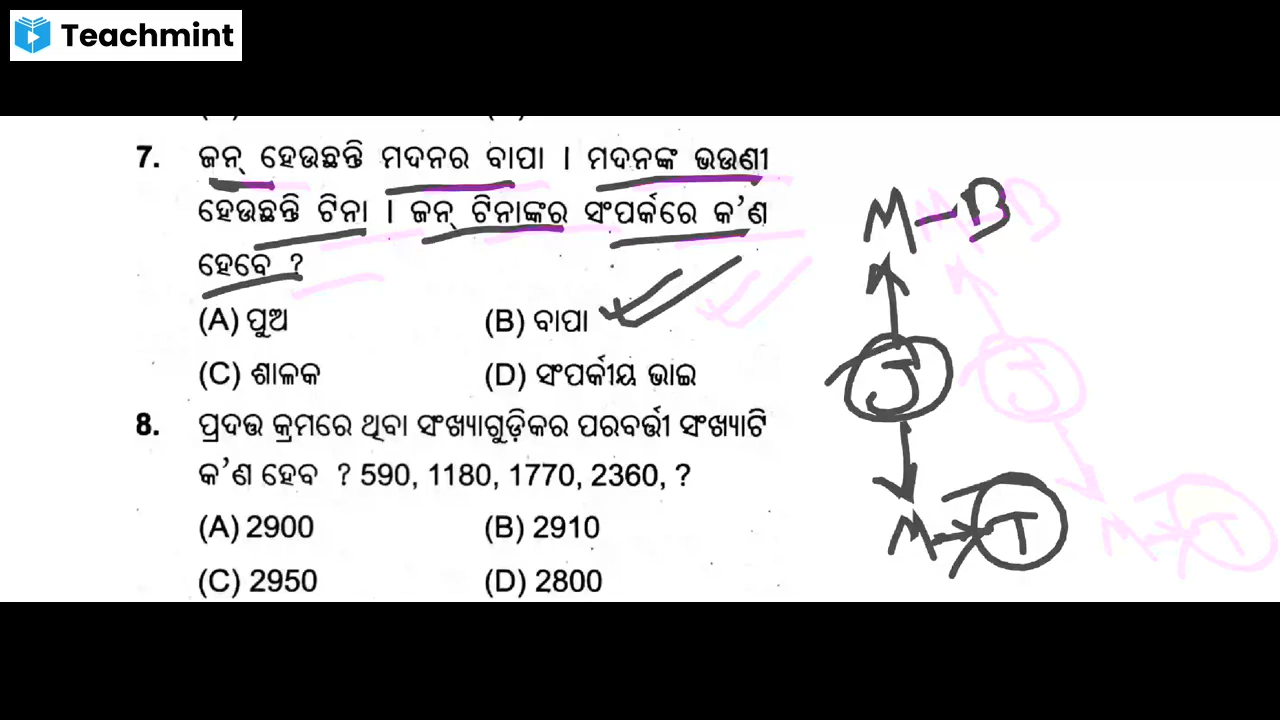 Teachmint
7. ଜନ୍ ହେଉଛନ୍ତି ମଦନର ବାପା । ମଦନଙ୍କ ଭଉଣୀ
ହେଉଛନ୍ତି ଟିନା । ଜନ୍ ଟିନାଙ୍କର ସଂପର୍କରେ କ'ଣ
ହେବେ ?
(A) ପୁଅ (B) ବାପା
(C) ଶାଳକ (D) ସଂପର୍କୀୟ ଭାଇ
8. ପ୍ରଦତ୍ତ କ୍ରମରେ ଥିବା ସଂଖ୍ୟାଗୁଡ଼ିକର ପରବର୍ତ୍ତୀ ସଂଖ୍ୟାଟି
କ'ଣ ହେବ ? 590, 1180, 1770, 2360, ?
(A) 2900 (B) 2910
(C) 2950 (D) 2800
M - B
J
M T